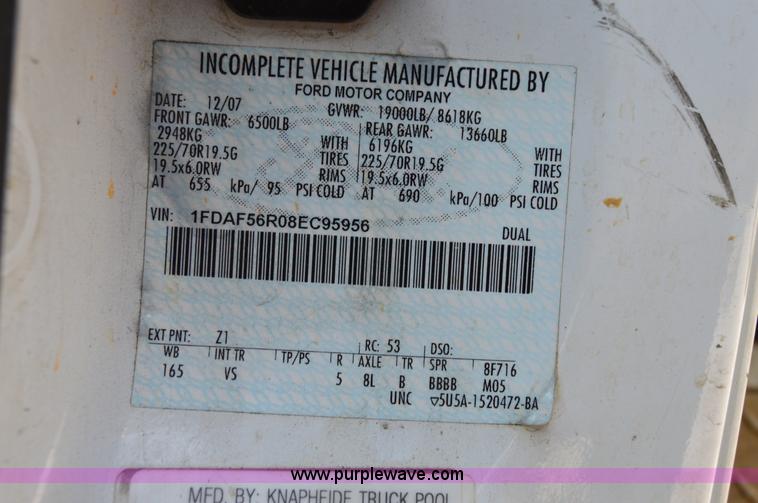 INCOMPLETE VEHICLE MANUFACTURED BY
FORD MOTOR COMPANY
DATE: 12/07 GVWR: 19000LB/ 8618KG
FRONT GAWR: 6500LB REAR GAWR: 13660LB
2948KG WITH 6196KG WITH
225/70R19.5G TIRES 225/70R19.5G TIRES
19.5x6.0RW RIMS 19.5x6.0RW RIMS
AT 655 kPa/ 95 PSI COLD AT 690 kPa/100 PSI COLD
VIN: 1FDAF56R08EC95956 DUAL
EXT PNT: Z1 RC: 53 DSO:
WB INT TR TP/PS R AXLE TR SPR 8F716
165 VS 5 8L B BBBB M05
UNC ▽5U5A-1520472-BA
www.purplewave.com
MFD. BY: KNAPHEIDE TRUCK POOL